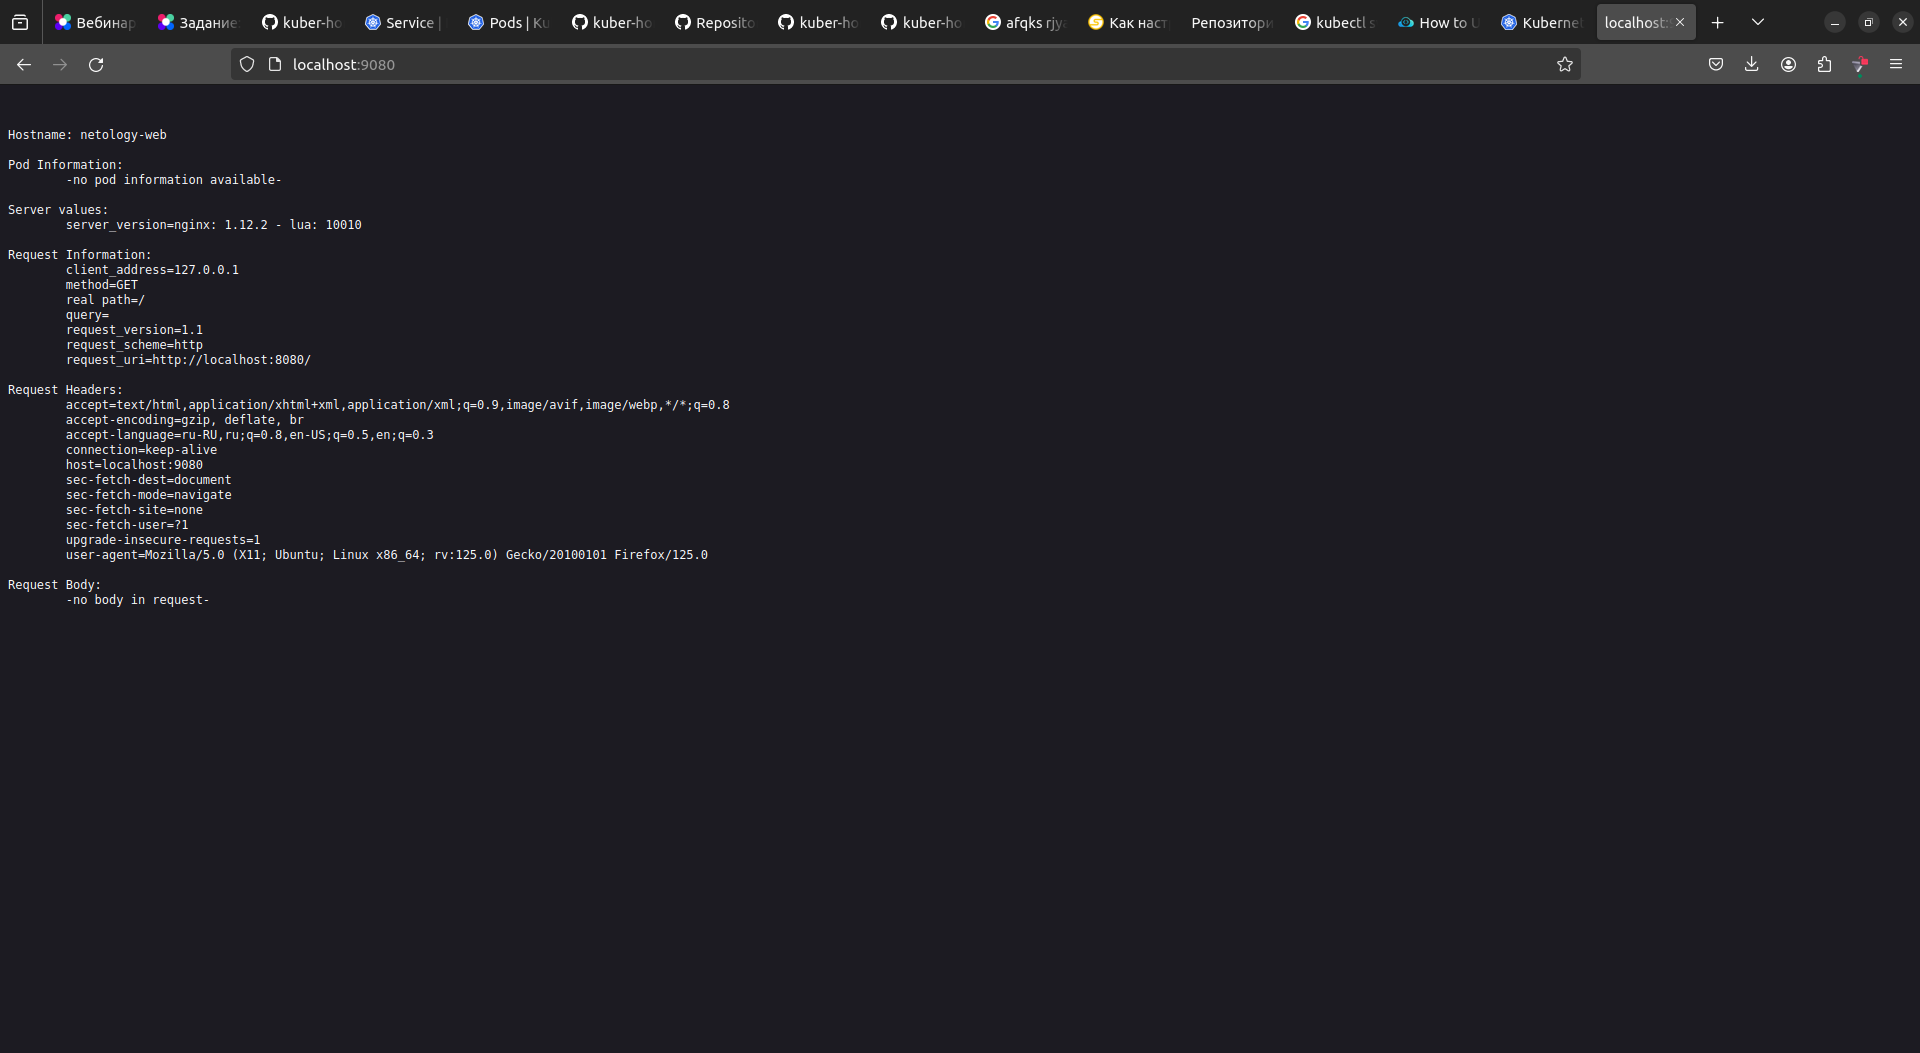 Вебинар
Задание:
kuber-ho
Service |
Pods | Ku
kuber-ho
Reposito
kuber-ho
kuber-ho
afqks rjya
Как наст
Репозитори
kubectl s
How to U
Kubernet
localhost:9
localhost:9080
Hostname: netology-web
Pod Information:
-no pod information available-
Server values:
server_version=nginx: 1.12.2 - lua: 10010
Request Information:
client_address=127.0.0.1
method=GET
real path=/
query=
request_version=1.1
request_scheme=http
request_uri=http://localhost:8080/
Request Headers:
accept=text/html,application/xhtml+xml,application/xml;q=0.9,image/avif,image/webp,*/*;q=0.8
accept-encoding=gzip, deflate, br
accept-language=ru-RU,ru;q=0.8,en-US;q=0.5,en;q=0.3
connection=keep-alive
host=localhost:9080
sec-fetch-dest=document
sec-fetch-mode=navigate
sec-fetch-site=none
sec-fetch-user=?1
upgrade-insecure-requests=1
user-agent=Mozilla/5.0 (X11; Ubuntu; Linux x86_64; rv:125.0) Gecko/20100101 Firefox/125.0
Request Body:
-no body in request-